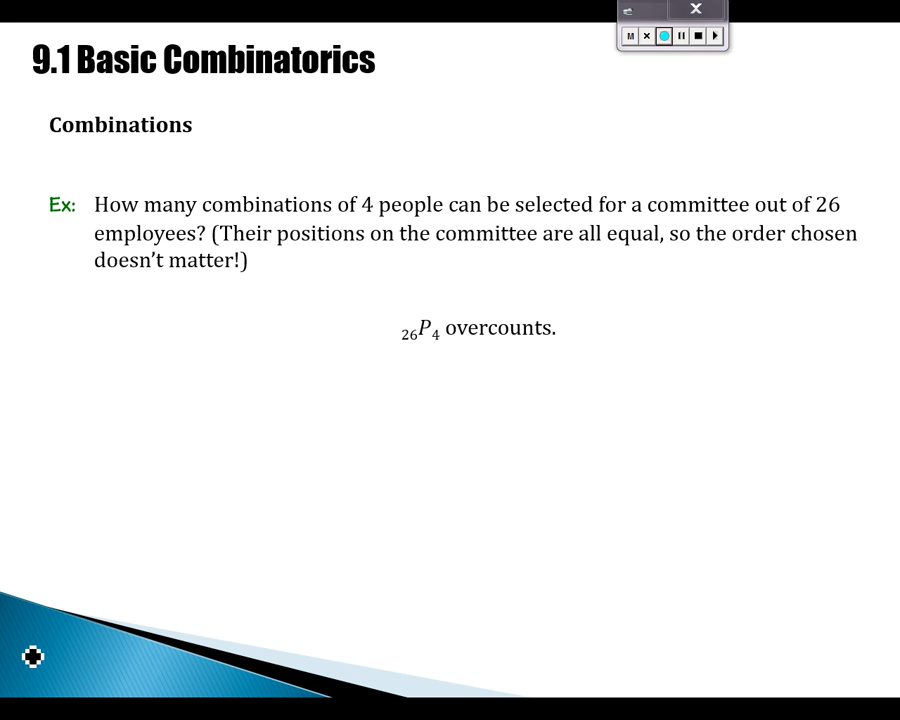 9.1 Basic Combinatorics
Combinations
Ex: How many combinations of 4 people can be selected for a committee out of 26
employees? (Their positions on the committee are all equal, so the order chosen
doesn’t matter!)
₂₆P₄ overcounts.